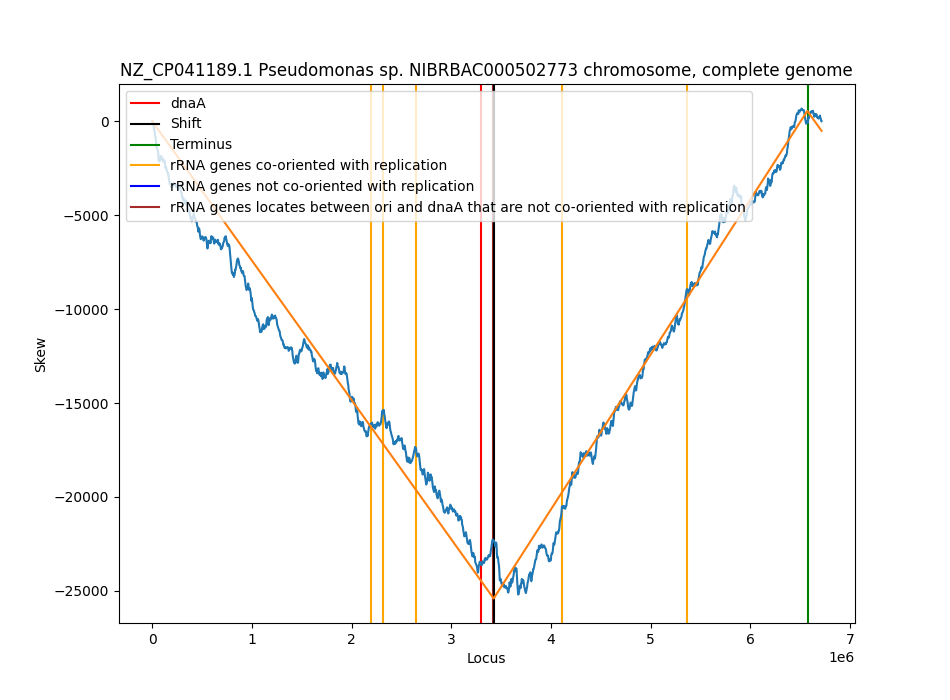 NZ_CP041189.1 Pseudomonas sp. NIBRBAC000502773 chromosome, complete genome
dnaA
Shift
Terminus
rRNA genes co-oriented with replication
rRNA genes not co-oriented with replication
rRNA genes locates between ori and dnaA that are not co-oriented with replication
0
−5000
−10000
−15000
−20000
−25000
Skew
0 1 2 3 4 5 6 7
1e6
Locus